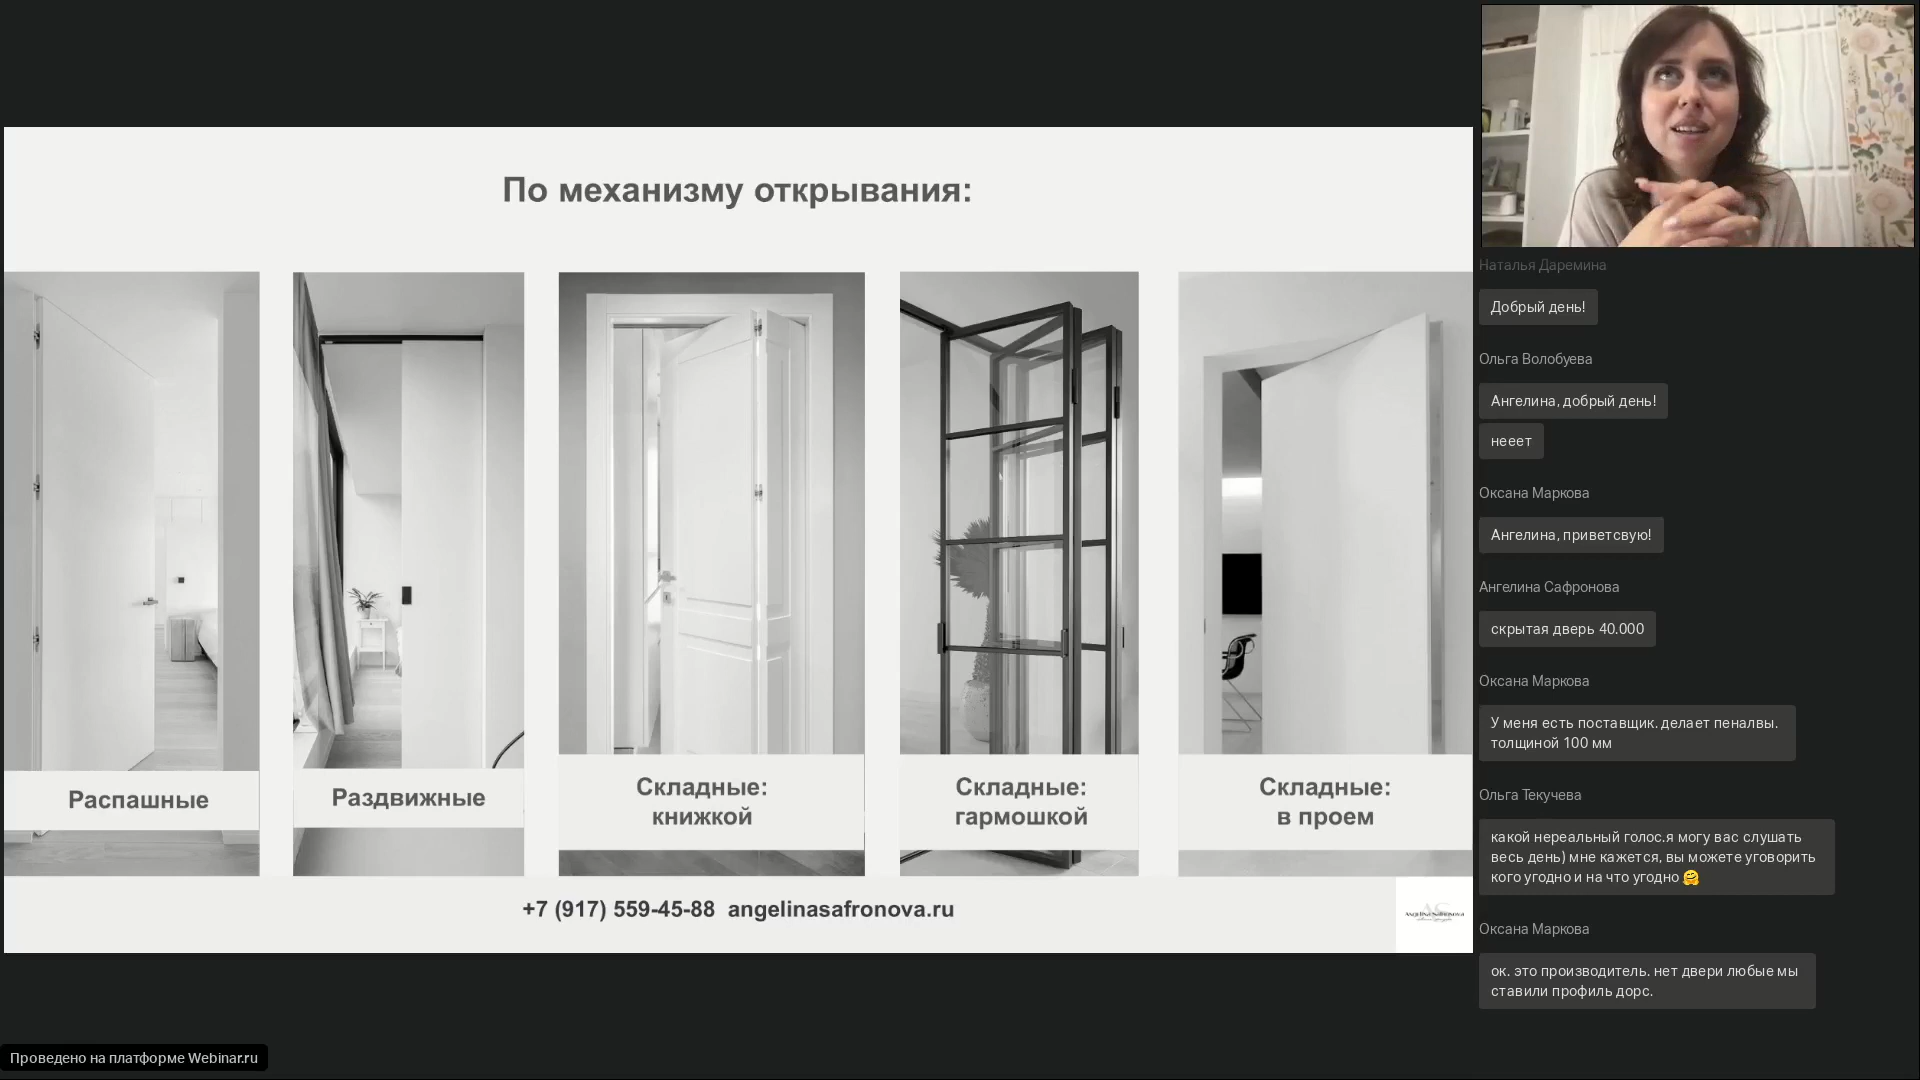 По механизму открывания:
Распашные
Раздвижные
Складные:
книжкой
Складные:
гармошкой
Складные:
в проем
+7 (917) 559-45-88 angelinasafronova.ru
Наталья Даремина
Добрый день!
Ольга Волобуева
Ангелина, добрый день!
нееет
Оксана Маркова
Ангелина, приветсвую!
Ангелина Сафронова
скрытая дверь 40.000
Оксана Маркова
У меня есть поставщик. делает пеналвы.
толщиной 100 мм
Ольга Текучева
какой нереальный голос.я могу вас слушать
весь день) мне кажется, вы можете уговорить
кого угодно и на что угодно 🤗
Оксана Маркова
ок. это производитель. нет двери любые мы
ставили профиль дорс.
Проведено на платформе Webinar.ru